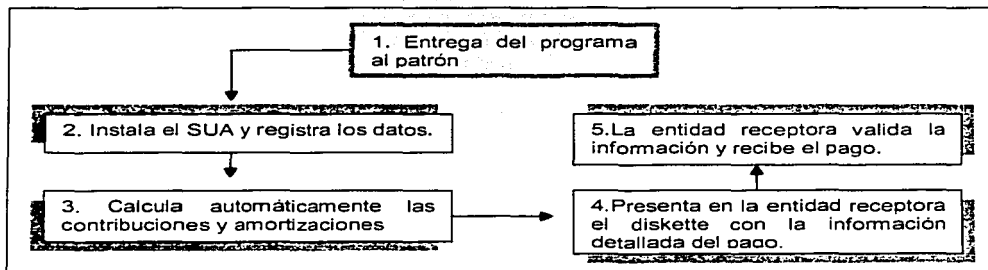 1. Entrega del programa
al patrón
2. Instala el SUA y registra los datos.
3. Calcula automáticamente las
contribuciones y amortizaciones
4.Presenta en la entidad receptora
el diskette con la información
detallada del pago.
5.La entidad receptora valida la
información y recibe el pago.